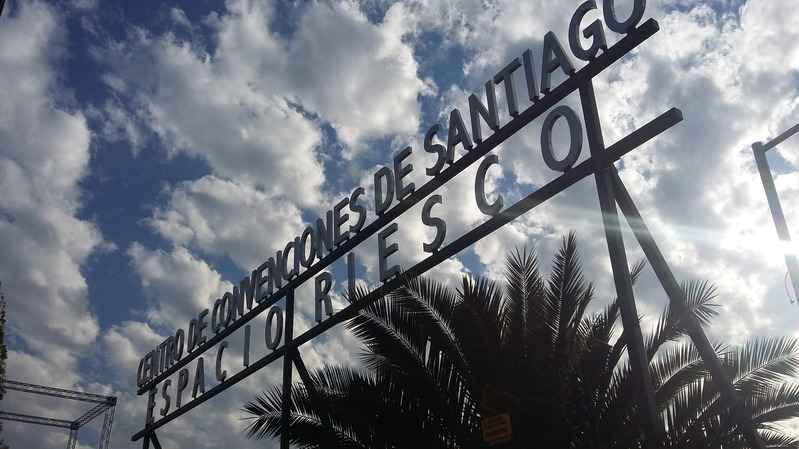 CENTRO DE CONVENCIONES DE SANTIAGO
ESPACIO RIESCO